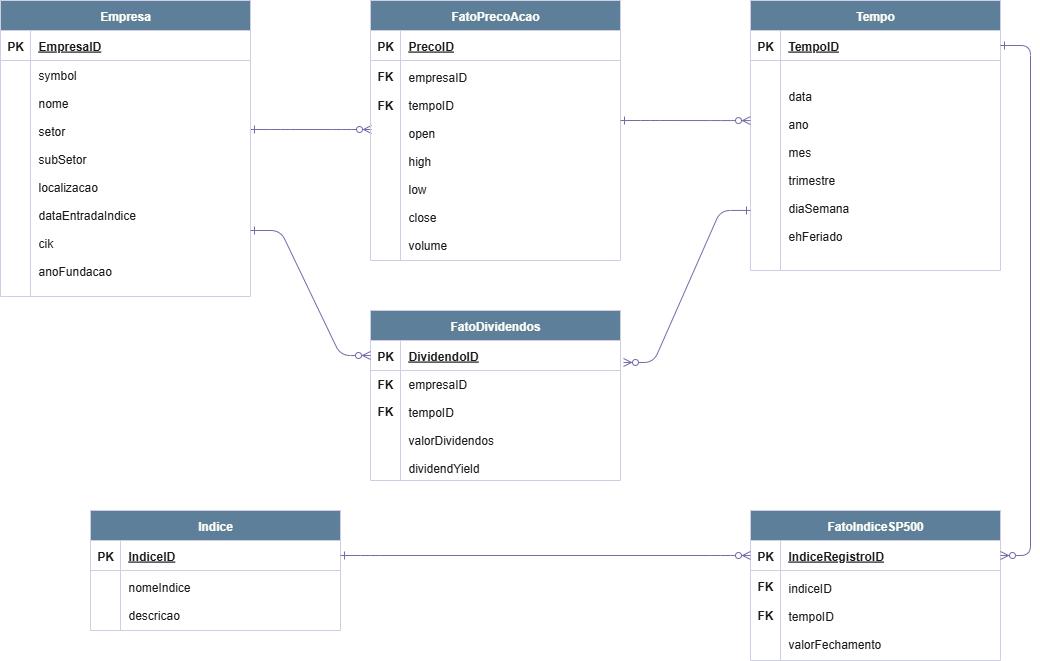 Empresa
PK EmpresaID
symbol
nome
setor
subSetor
localizacao
dataEntradaIndice
cik
anoFundacao
FatoPrecoAcao
PK PrecoID
FK empresaID
FK tempoID
open
high
low
close
volume
Tempo
PK TempoID
data
ano
mes
trimestre
diaSemana
ehFeriado
FatoDividendos
PK DividendoID
FK empresaID
FK tempoID
valorDividendos
dividendYield
Indice
PK IndiceID
nomeIndice
descricao
FatoIndiceSP500
PK IndiceRegistroID
FK indiceID
FK tempoID
valorFechamento